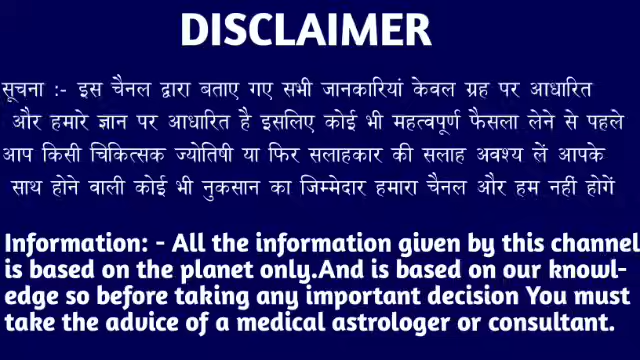 DISCLAIMER
सूचना :- इस चैनल द्वारा बताए गए सभी जानकारियां केवल ग्रह पर आधारित
और हमारे ज्ञान पर आधारित है इसलिए कोई भी महत्वपूर्ण फैसला लेने से पहले
आप किसी चिकित्सक ज्योतिषी या फिर सलाहकार की सलाह अवश्य लें आपके
साथ होने वाली कोई भी नुकसान का जिम्मेदार हमारा चैनल और हम नहीं होगें
Information: - All the information given by this channel
is based on the planet only.And is based on our knowl-
edge so before taking any important decision You must
take the advice of a medical astrologer or consultant.